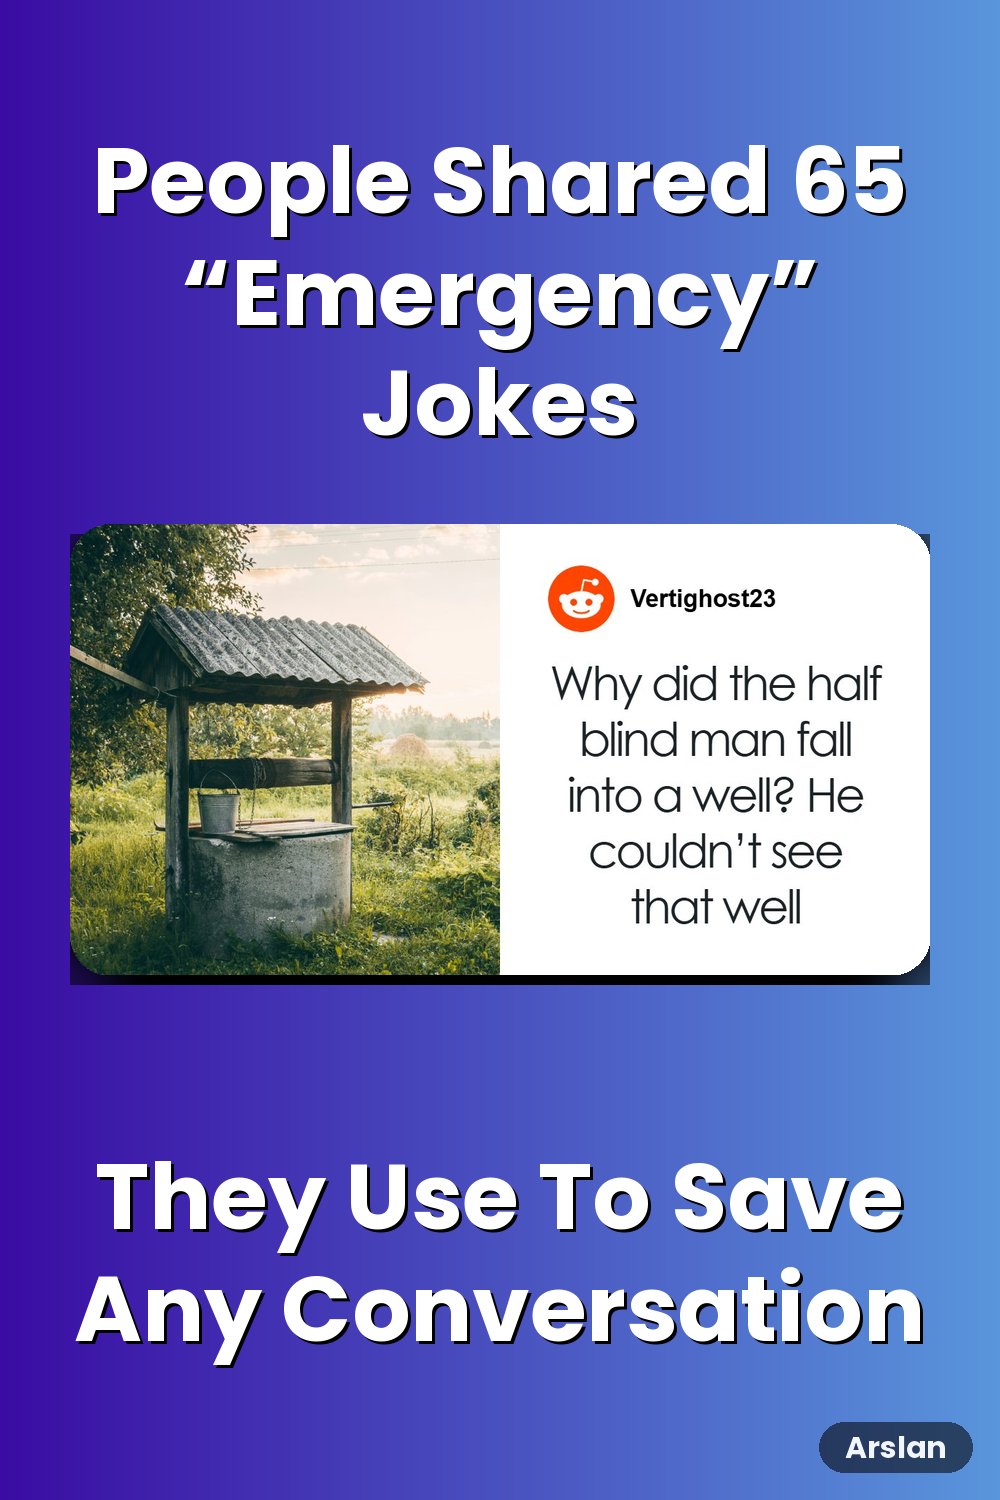 People Shared 65
“Emergency”
Jokes
Vertighost23
Why did the half
blind man fall
into a well? He
couldn’t see
that well
They Use To Save
Any Conversation
Arslan